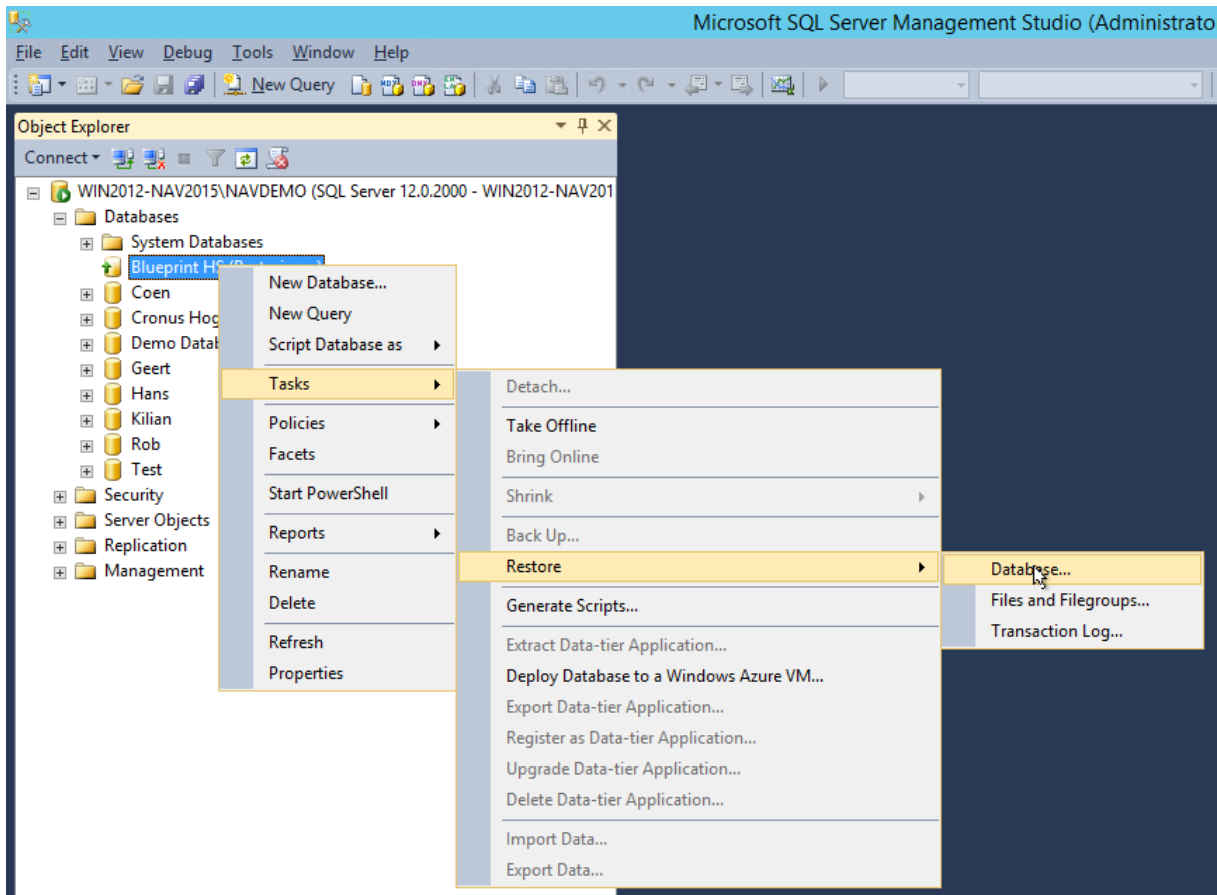 Microsoft SQL Server Management Studio (Administrato
File Edit View Debug Tools Window Help
New Query
Object Explorer
Connect
WIN2012-NAV2015\NAVDEMO (SQL Server 12.0.2000 - WIN2012-NAV201
Databases
System Databases
Blueprint HS
Coen
Cronus Hog
Demo Datab
Geert
Hans
Kilian
Rob
Test
Security
Server Objects
Replication
Management
New Database...
New Query
Script Database as
Tasks
Policies
Facets
Start PowerShell
Reports
Rename
Delete
Refresh
Properties
Detach...
Take Offline
Bring Online
Shrink
Back Up...
Restore
Generate Scripts...
Extract Data-tier Application...
Deploy Database to a Windows Azure VM...
Export Data-tier Application...
Register as Data-tier Application...
Upgrade Data-tier Application...
Delete Data-tier Application...
Import Data...
Export Data...
Database...
Files and Filegroups...
Transaction Log...